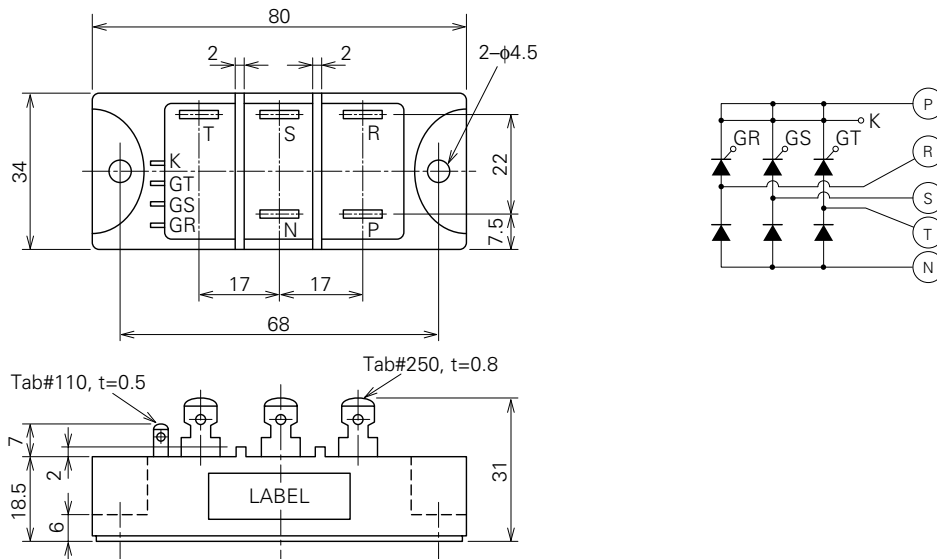 80
2
2
2–ϕ4.5
T
S
R
K
GT
GS
GR
N
P
34
22
7.5
17
17
68
P
K
GR
GS
GT
R
S
T
N
Tab#110, t=0.5
Tab#250, t=0.8
7
2
18.5
6
31
LABEL